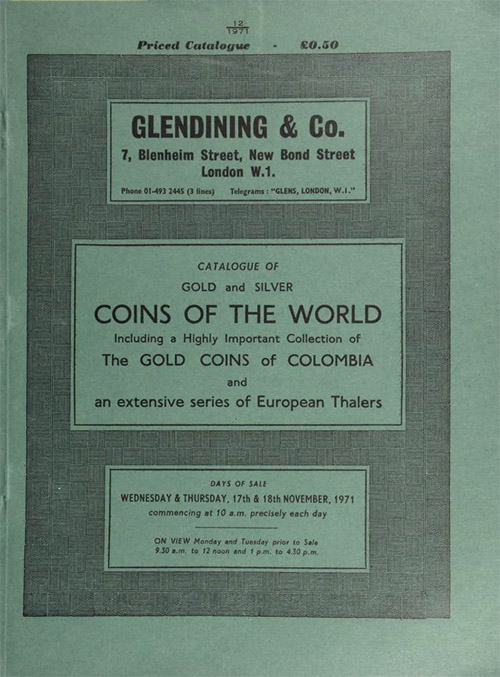 12
1971
Priced Catalogue - £0.50
GLENDINING & Co.
7, Blenheim Street, New Bond Street
London W.1.
Phone 01-493 2445 (3 lines) Telegrams : "GLENS, LONDON, W.I."
CATALOGUE OF
GOLD and SILVER
COINS OF THE WORLD
Including a Highly Important Collection of
The GOLD COINS of COLOMBIA
and
an extensive series of European Thalers
DAYS OF SALE
WEDNESDAY & THURSDAY, 17th & 18th NOVEMBER, 1971
commencing at 10 a.m. precisely each day
ON VIEW Monday and Tuesday prior to Sale
9.30 a.m. to 12 noon and 1 p.m. to 4.30 p.m.